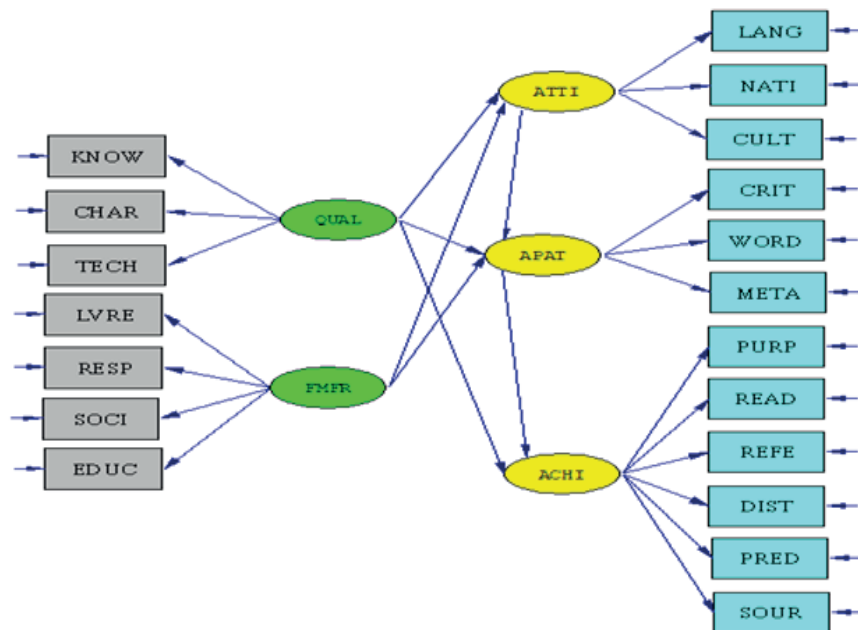 KNOW
CHAR
TECH
LVRE
RESP
SOCI
EDUC
QUAL
FMFR
ATTI
APAT
ACHI
LANG
NATI
CULT
CRIT
WORD
META
PURP
READ
REFE
DIST
PRED
SOUR